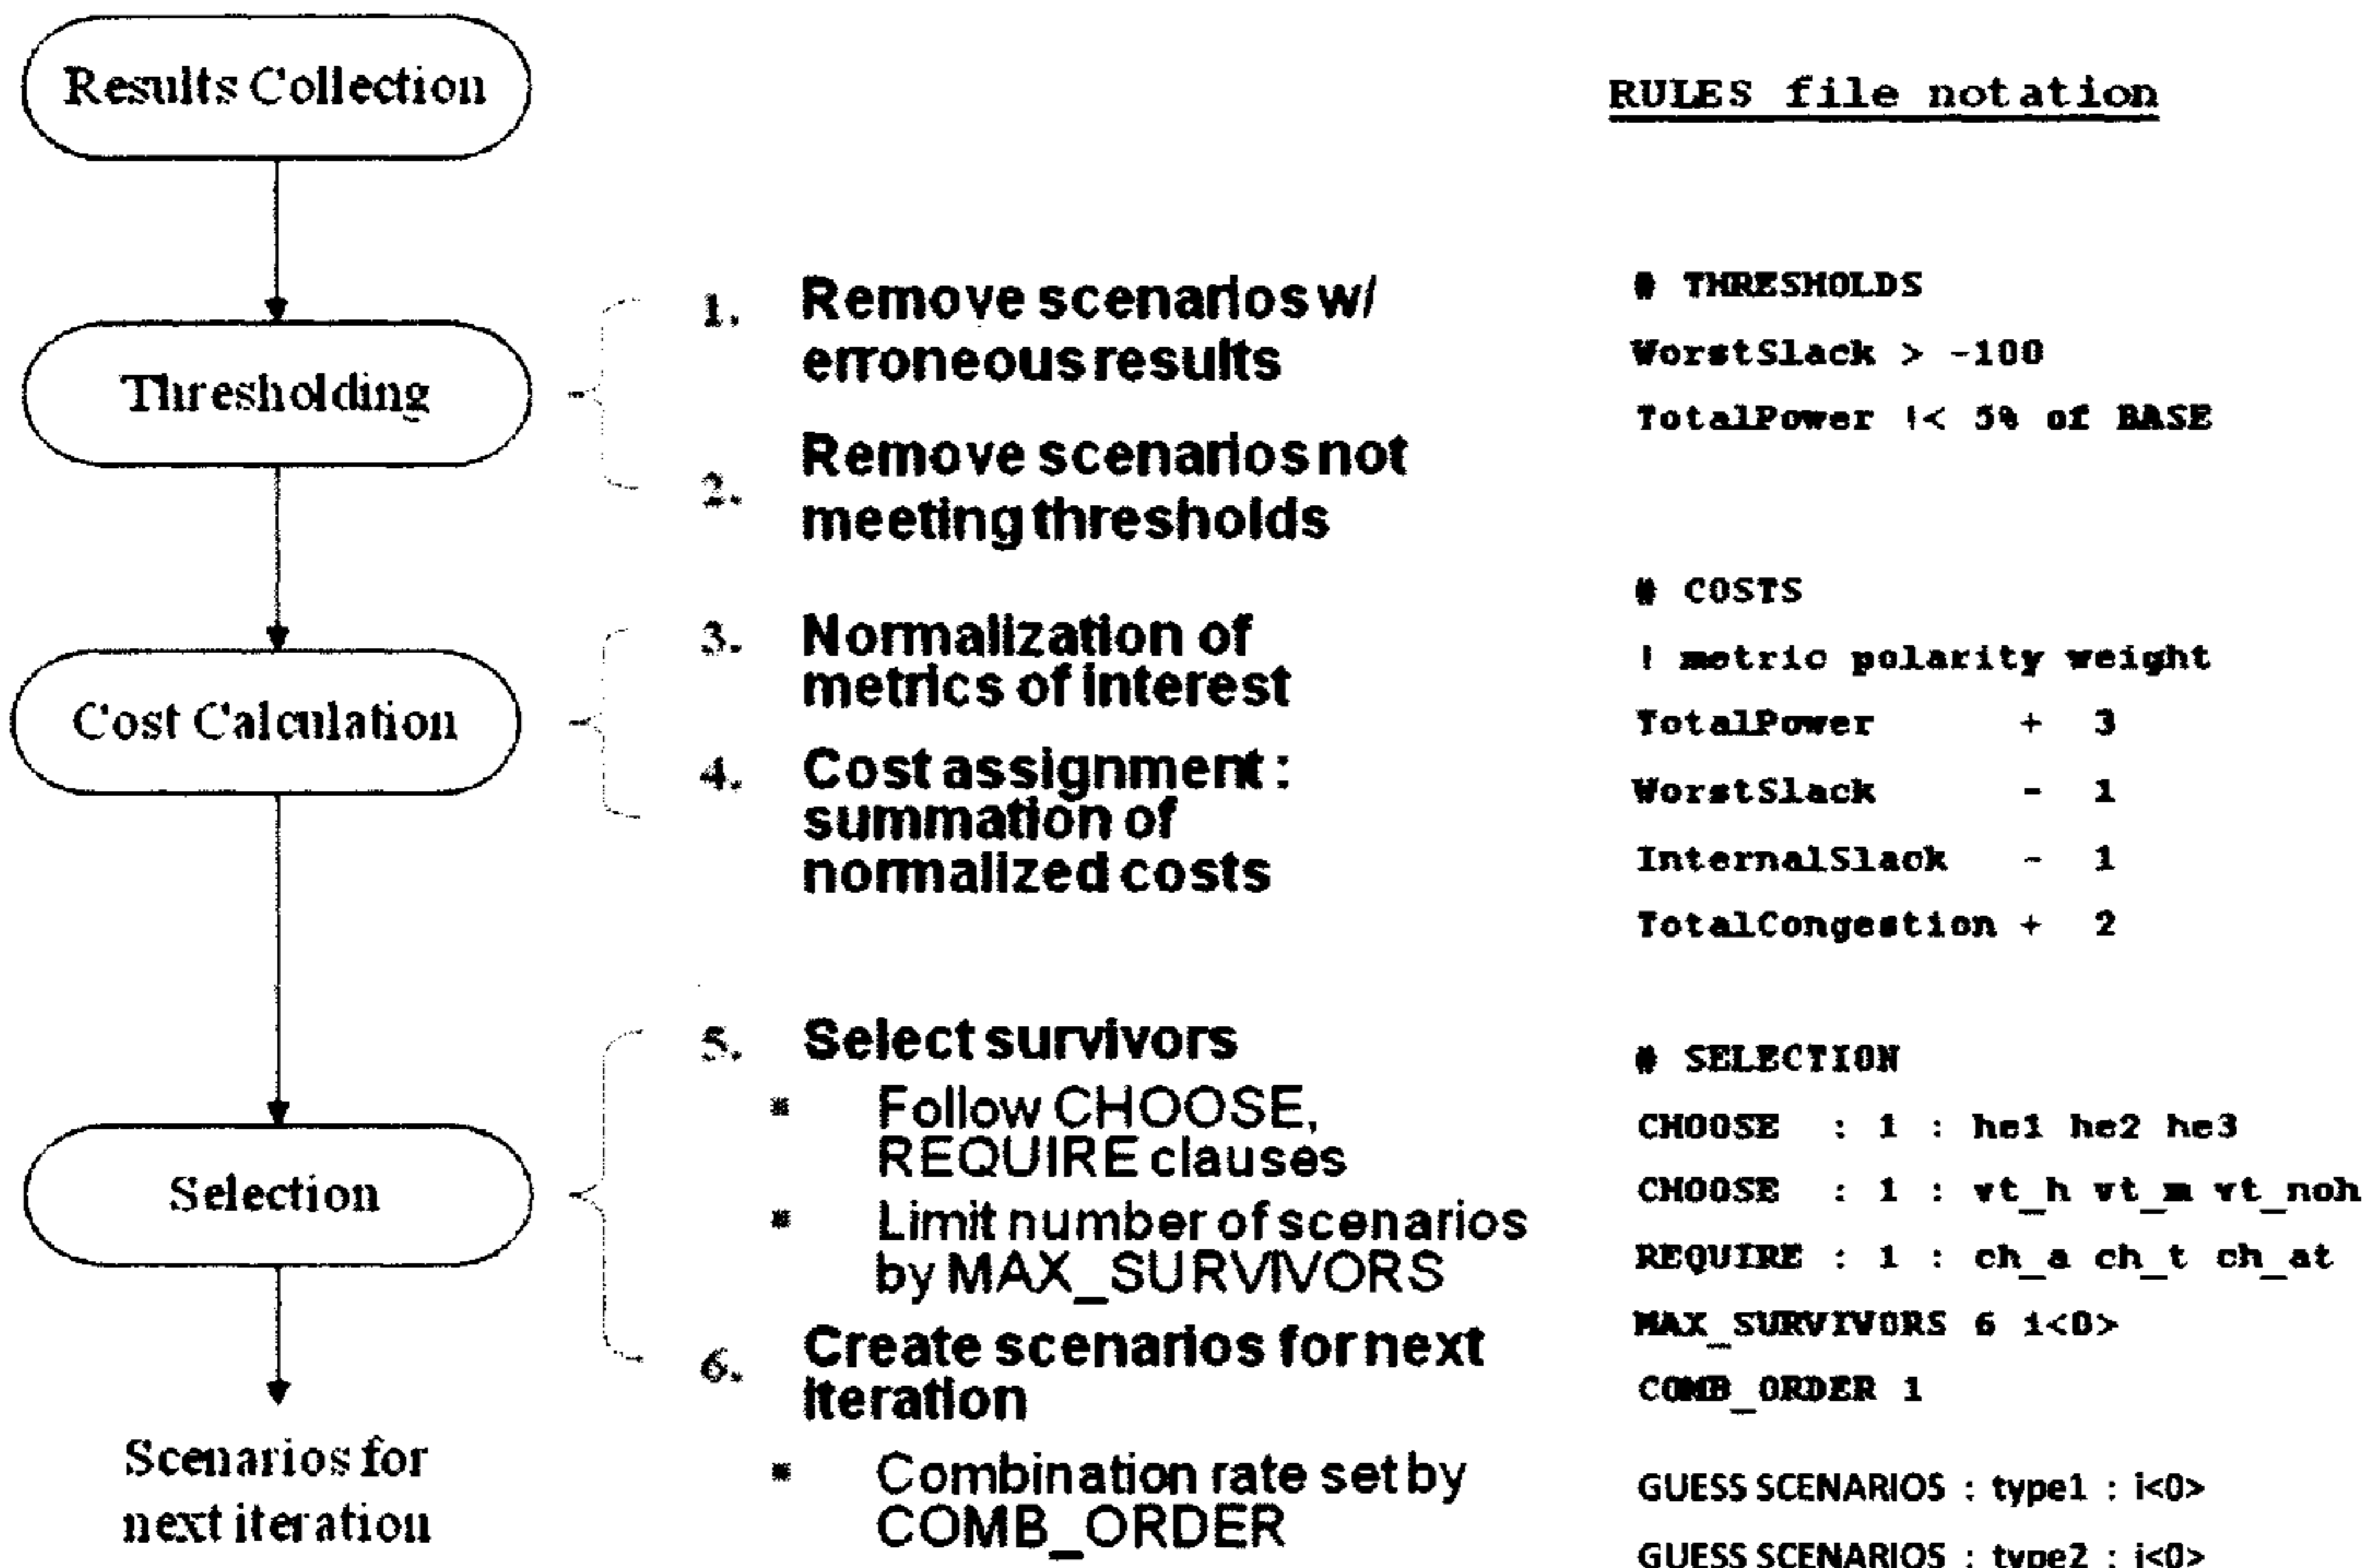 Results Collection
Thresholding
Cost Calculation
Selection
Scenarios for
next iteration
1. Remove scenarios w/
erroneous results
2. Remove scenarios not
meeting thresholds
3. Normalization of
metrics of interest
4. Cost assignment :
summation of
normalized costs
5. Select survivors
Follow CHOOSE,
REQUIRE clauses
Limit number of scenarios
by MAX_SURVIVORS
6. Create scenarios for next
iteration
Combination rate set by
COMB_ORDER
RULES file notation
# THRESHOLDS
WorstSlack > -100
TotalPower !< 5% of BASE
# COSTS
! metric polarity weight
TotalPower + 3
WorstSlack - 1
InternalSlack - 1
TotalCongestion + 2
# SELECTION
CHOOSE : 1 : he1 he2 he3
CHOOSE : 1 : vt_h vt_m vt_noh
REQUIRE : 1 : ch_a ch_t ch_at
MAX_SURVIVORS 6 i<0>
COMB_ORDER 1
GUESS SCENARIOS : type1 : i<0>
GUESS SCENARIOS : type2 : i<0>